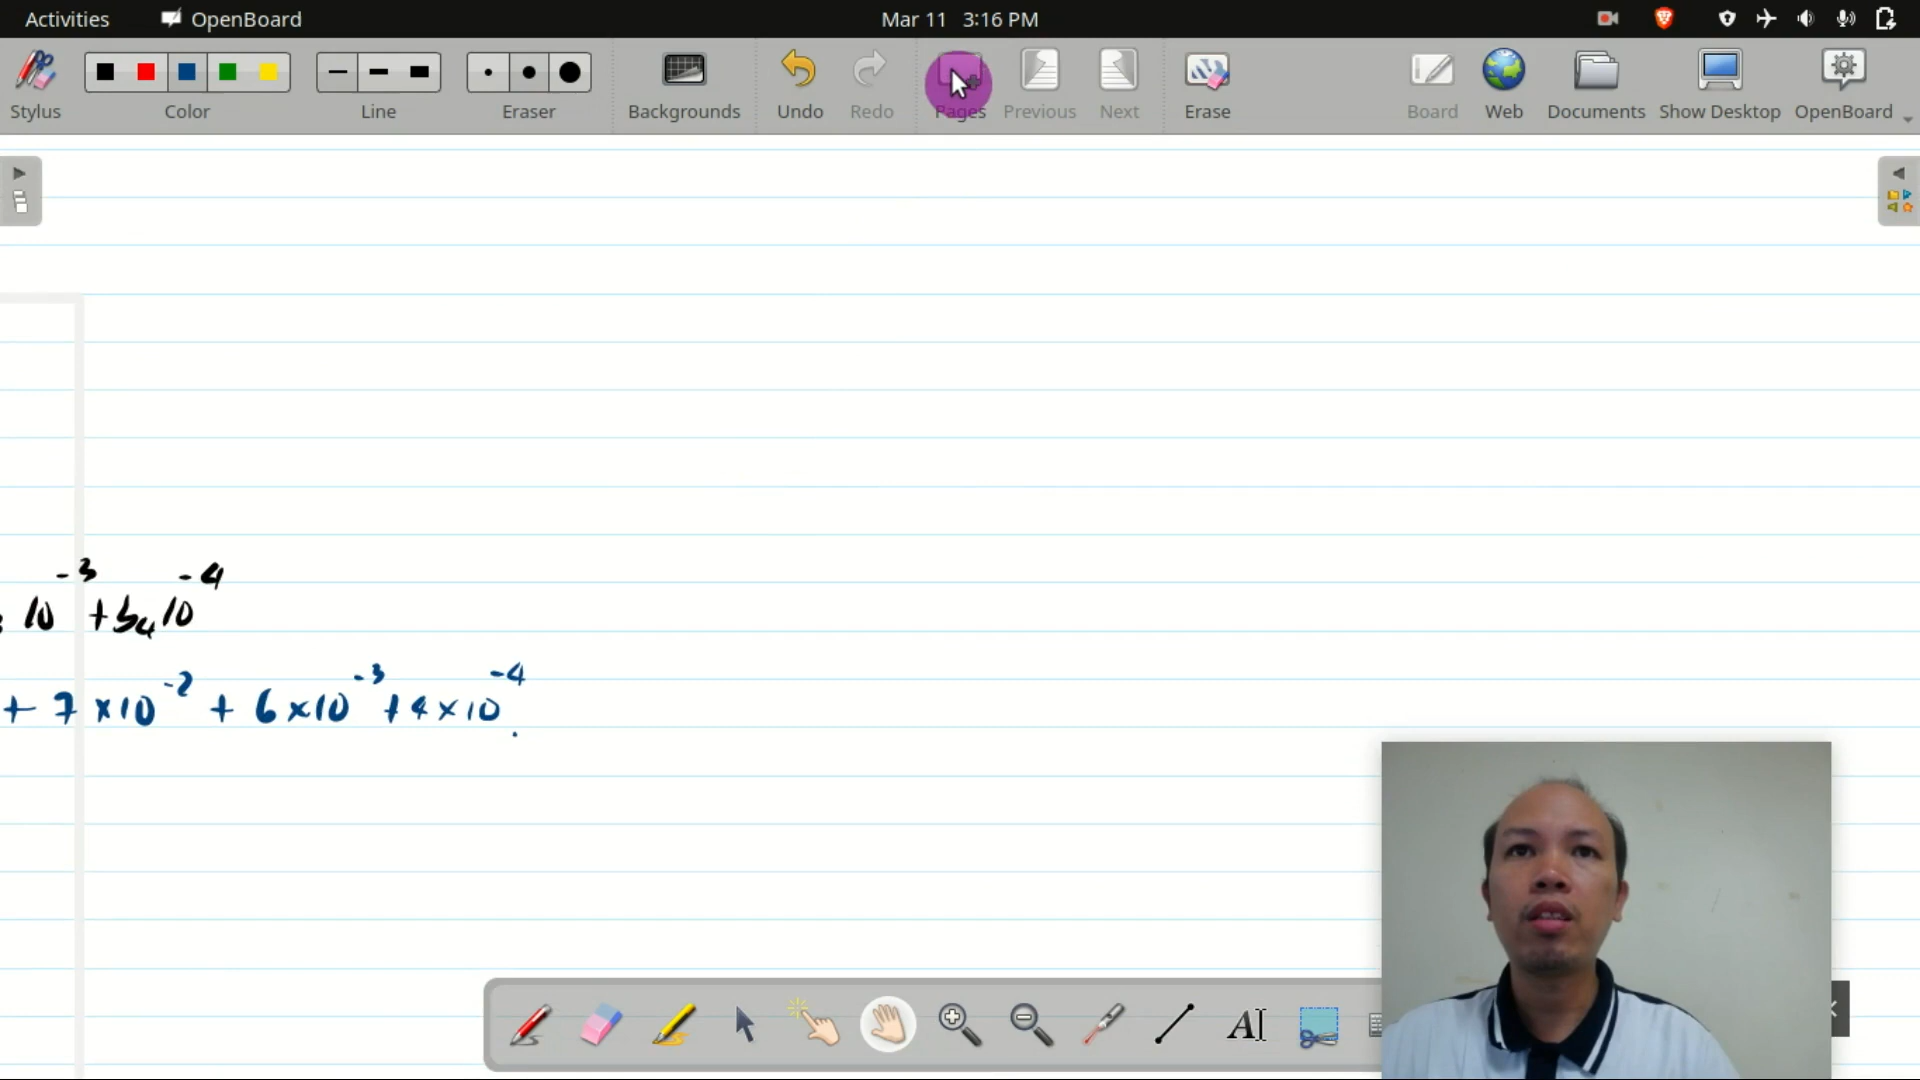 Activities OpenBoard Mar 11 3:16 PM
Stylus Color Line Eraser Backgrounds Undo Redo Pages Previous Next Erase Board Web Documents Show Desktop OpenBoard
10⁻³ + b₄ 10⁻⁴
+ 7 × 10⁻² + 6 × 10⁻³ + 4 × 10⁻⁴